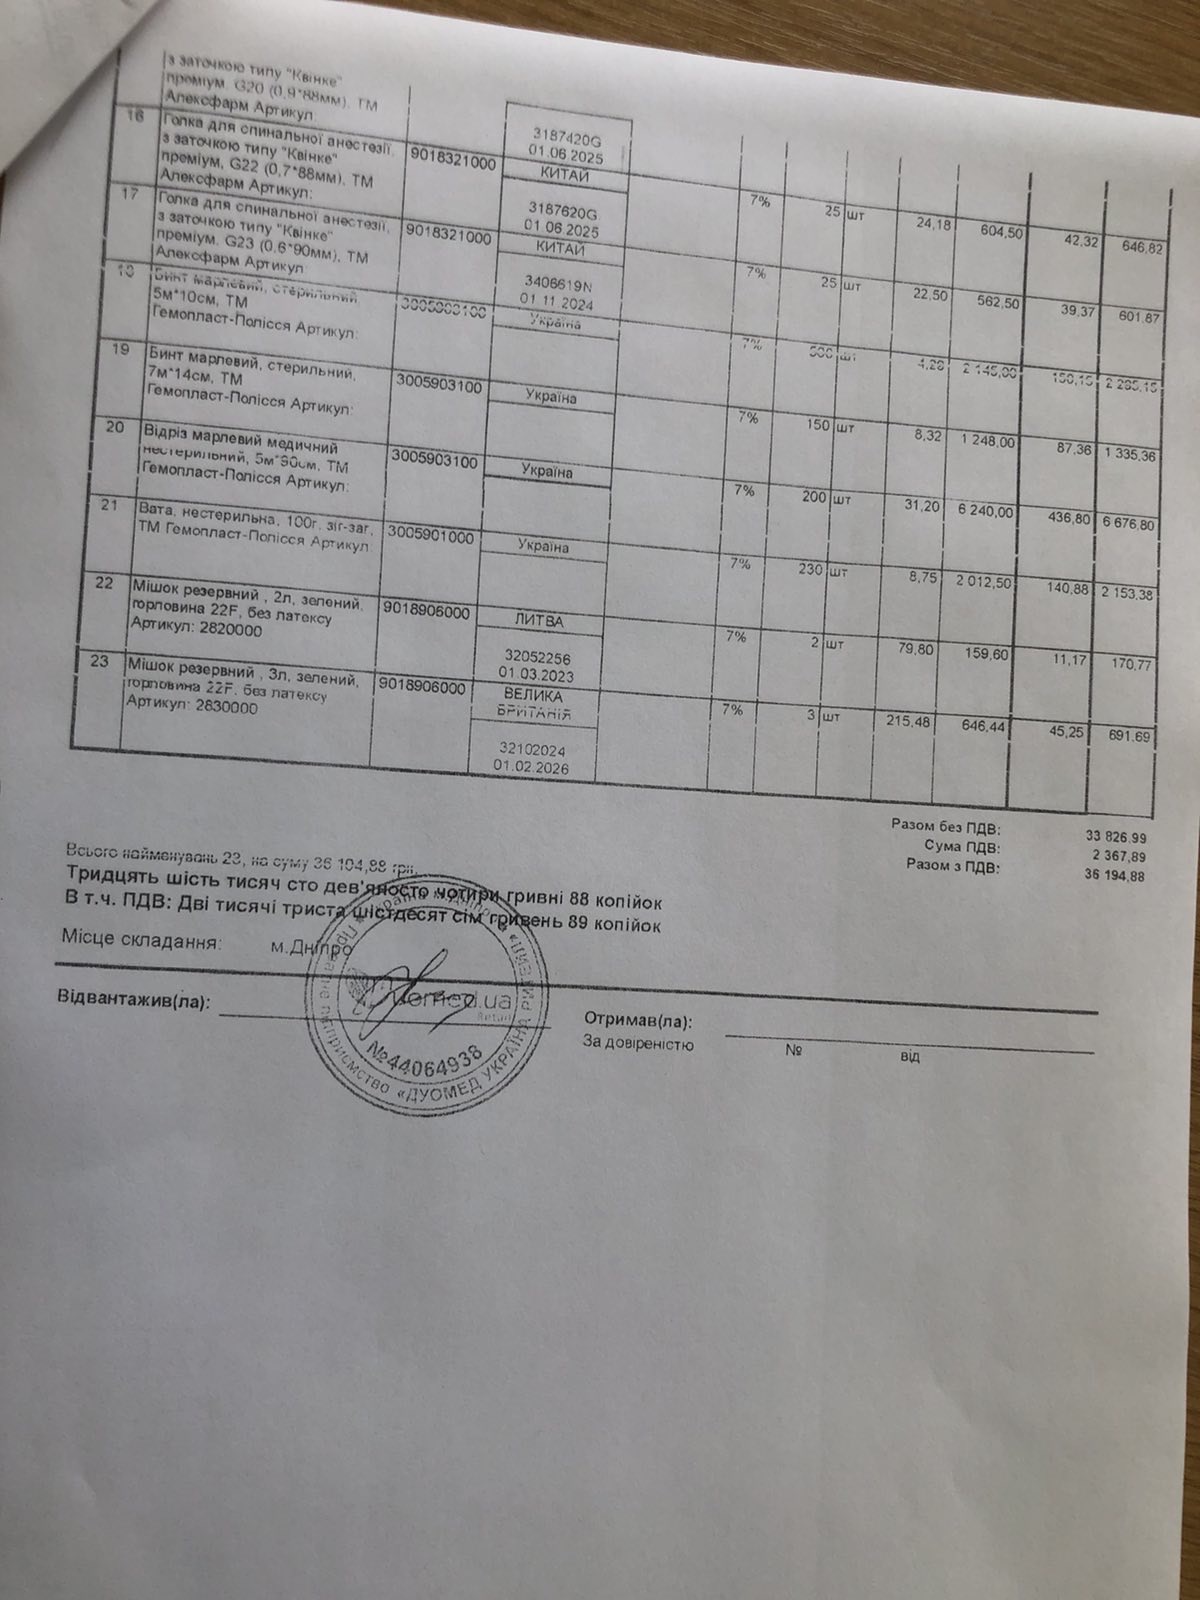 з заточкою типу "Квінке"
преміум. G20 (0,9*88мм), ТМ
Алексфарм Артикул:
3187420G
01.06.2025
16 Голка для спинальної анестезії, 9018321000 КИТАЙ 7% 25 шт 24,18 604,50 42,32 646,82
з заточкою типу "Квінке"
преміум, G22 (0,7*88мм), ТМ
Алексфарм Артикул:
3187620G
01.06.2025
17 Голка для спинальної анестезії, 9018321000 КИТАЙ 7% 25 шт 22,50 562,50 39,37 601,87
з заточкою типу "Квінке"
преміум. G23 (0,6*90мм), ТМ
Алексфарм Артикул:
3406619N
01.11.2024
18 Бинт марлевий, стерильний, 3005903100 Україна 7% 500 шт 2 295,15
5м*10см, ТМ
Гемопласт-Полісся Артикул:
19 Бинт марлевий, стерильний, 3005903100 Україна 7% 150 шт 8,32 1 248,00 87,36 1 335,36
7м*14см, ТМ
Гемопласт-Полісся Артикул:
20 Відріз марлевий медичний 3005903100 Україна 7% 200 шт 31,20 6 240,00 436,80 6 676,80
нестерильний, 5м*90см, ТМ
Гемопласт-Полісся Артикул:
21 Вата, нестерильна, 100г, зіг-заг, 3005901000 Україна 7% 230 шт 8,75 2 012,50 140,88 2 153,38
ТМ Гемопласт-Полісся Артикул:
22 Мішок резервний , 2л, зелений, 9018906000 ЛИТВА 7% 2 шт 79,80 159,60 11,17 170,77
горловина 22F, без латексу
Артикул: 2820000
32052256
01.03.2023
23 Мішок резервний , 3л, зелений, 9018906000 ВЕЛИКА БРИТАНІЯ 7% 3 шт 215,48 646,44 45,25 691,69
горловина 22F, без латексу
Артикул: 2830000
32102024
01.02.2026
Разом без ПДВ: 33 826,99
Сума ПДВ: 2 367,89
Разом з ПДВ: 36 194,88
Всього найменувань 23, на суму 36 194,88 грн.
Тридцять шість тисяч сто дев'яносто чотири гривні 88 копійок
В т.ч. ПДВ: Дві тисячі триста шістдесят сім гривень 89 копійок
Місце складання: м.Дніпро
Відвантажив(ла):
Отримав(ла):
За довіреністю № від
duomed.ua
Retail
№44064938
підприємство «ДУОМЕД УКРАЇНА РИТЕЙЛ»